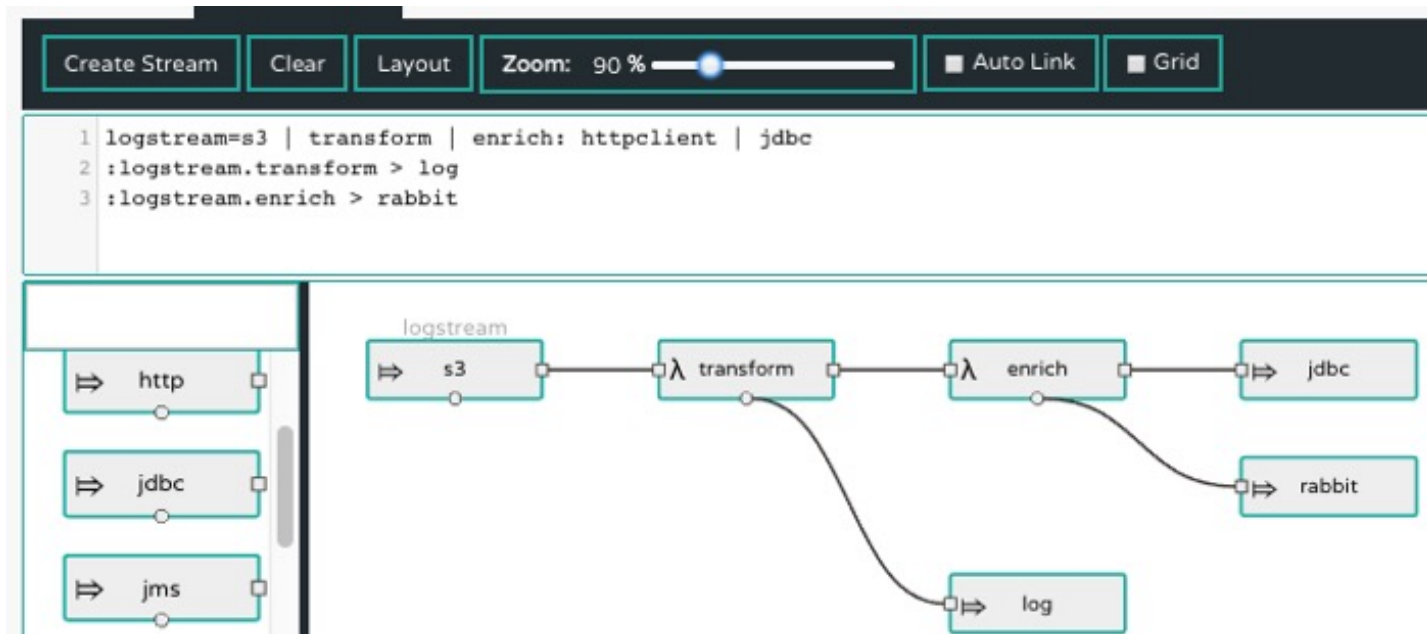 Create Stream Clear Layout Zoom: 90 % Auto Link Grid
1 logstream=s3 | transform | enrich: httpclient | jdbc
2 :logstream.transform > log
3 :logstream.enrich > rabbit
logstream
s3 λ transform λ enrich jdbc
http
jdbc rabbit
jms log